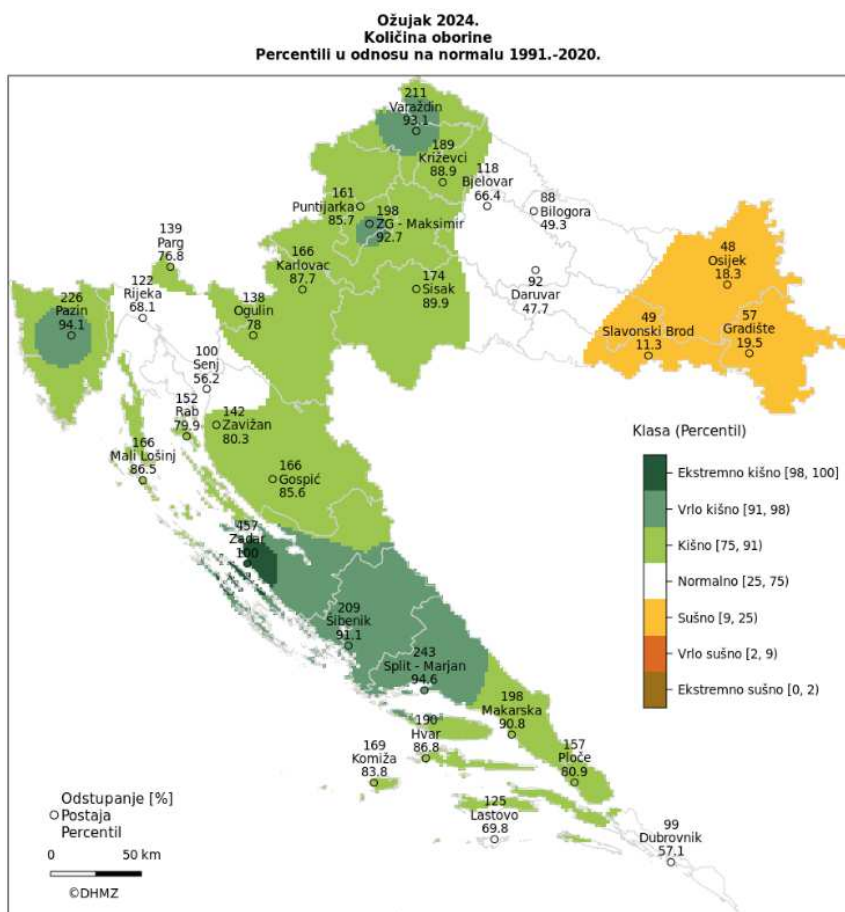 Ožujak 2024.
Količina oborine
Percentili u odnosu na normalu 1991.-2020.
211
Varaždin
93.1
189
Križevci
88.9
118
Bjelovar
66.4
88
Bilogora
49.3
161
Puntijarka
85.7
198
ZG - Maksimir
92.7
139
Parg
76.8
166
Karlovac
87.7
174
Sisak
89.9
92
Daruvar
47.7
48
Osijek
18.3
122
Rijeka
68.1
226
Pazin
94.1
138
Ogulin
78
49
Slavonski Brod
11.3
57
Gradište
19.5
100
Senj
56.2
152
Rab
79.9
142
Zavižan
80.3
166
Mali Lošinj
86.5
166
Gospić
85.6
457
Zadar
100
209
Šibenik
91.1
243
Split - Marjan
94.6
198
Makarska
90.8
190
Hvar
86.8
169
Komiža
83.8
157
Ploče
80.9
125
Lastovo
69.8
99
Dubrovnik
57.1
Klasa (Percentil)
Ekstremno kišno [98, 100]
Vrlo kišno [91, 98)
Kišno [75, 91)
Normalno [25, 75)
Sušno [9, 25)
Vrlo sušno [2, 9)
Ekstremno sušno [0, 2)
Odstupanje [%]
Postaja
Percentil
0 50 km
©DHMZ